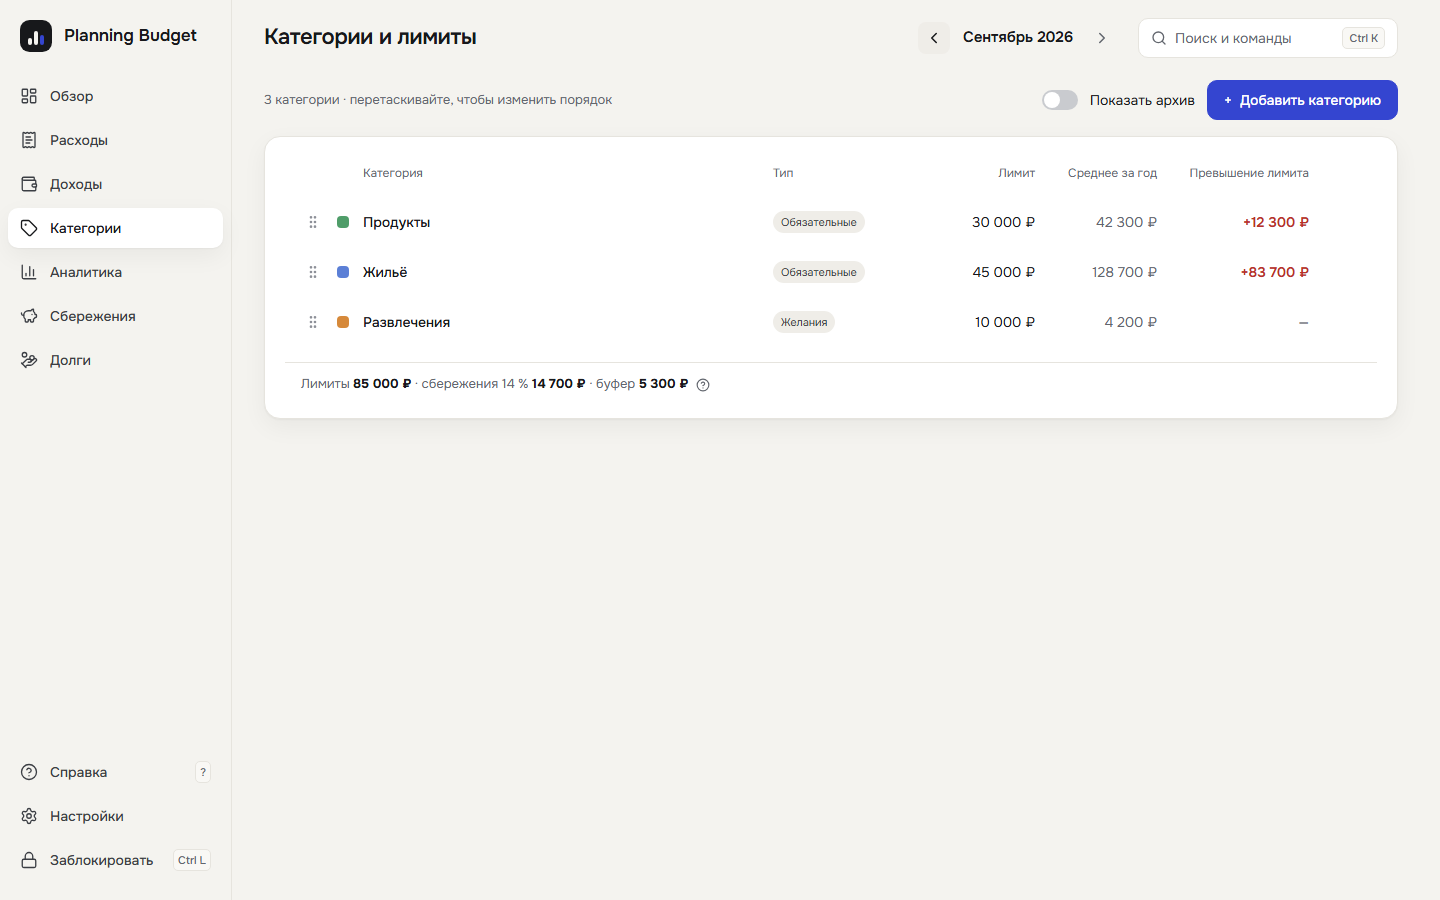 Planning Budget
Обзор
Расходы
Доходы
Категории
Аналитика
Сбережения
Долги
Справка ?
Настройки
Заблокировать Ctrl L
Категории и лимиты
Сентябрь 2026
Поиск и команды Ctrl K
3 категории · перетаскивайте, чтобы изменить порядок
Показать архив
+ Добавить категорию
Категория Тип Лимит Среднее за год Превышение лимита
Продукты Обязательные 30 000 ₽ 42 300 ₽ +12 300 ₽
Жильё Обязательные 45 000 ₽ 128 700 ₽ +83 700 ₽
Развлечения Желания 10 000 ₽ 4 200 ₽ —
Лимиты 85 000 ₽ · сбережения 14 % 14 700 ₽ · буфер 5 300 ₽ ?